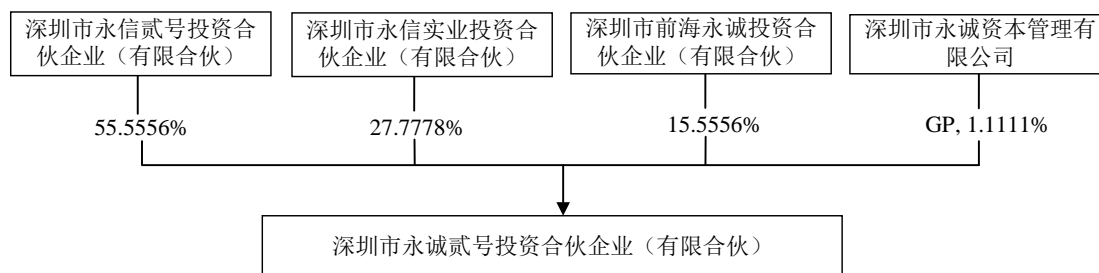 深圳市永信贰号投资合
伙企业（有限合伙）
深圳市永信实业投资合
伙企业（有限合伙）
深圳市前海永诚投资合
伙企业（有限合伙）
深圳市永诚资本管理有
限公司
55.5556%
27.7778%
15.5556%
GP, 1.1111%
深圳市永诚贰号投资合伙企业（有限合伙）